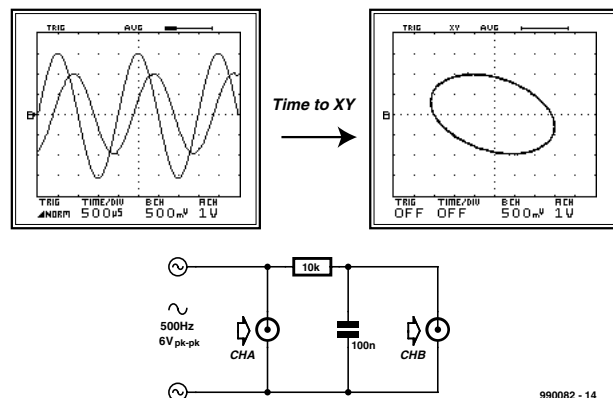 TRIG AVG
B
TRIG TIME/DIV B CH A CH
NORM 500µS 500mV 1V
Time to XY
TRIG XY AVG
B
TRIG TIME/DIV B CH A CH
OFF OFF 500mV 1V
10k
500Hz
6Vpk-pk
CHA
100n
CHB
990082 - 14